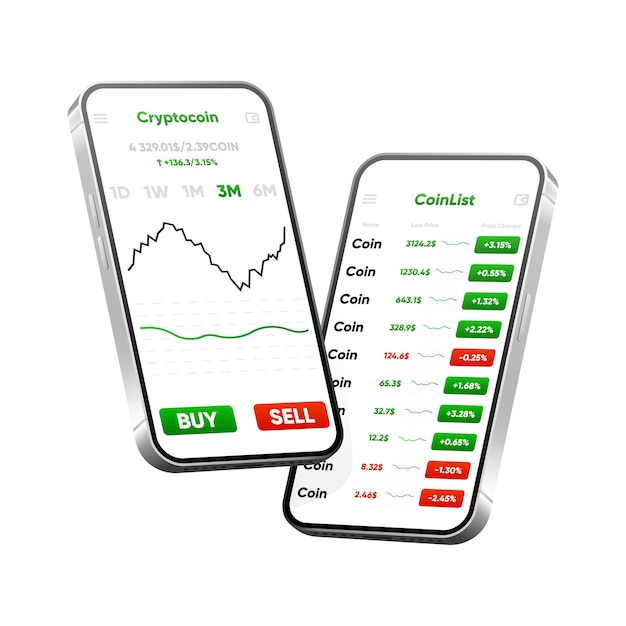 Cryptocoin
4 329.01$/2.39COIN
↑ +136.3/3.15%
1D 1W 1M 3M 6M
BUY SELL
CoinList
Name Last Price Price Change
Coin 3124.2$ +3.15%
Coin 1230.4$ +0.55%
Coin 643.1$ +1.32%
Coin 328.9$ +2.22%
Coin 124.6$ -0.25%
oin 65.3$ +1.68%
in 32.7$ +3.28%
12.2$ +0.65%
Coin 8.32$ -1.30%
Coin 2.46$ -2.45%